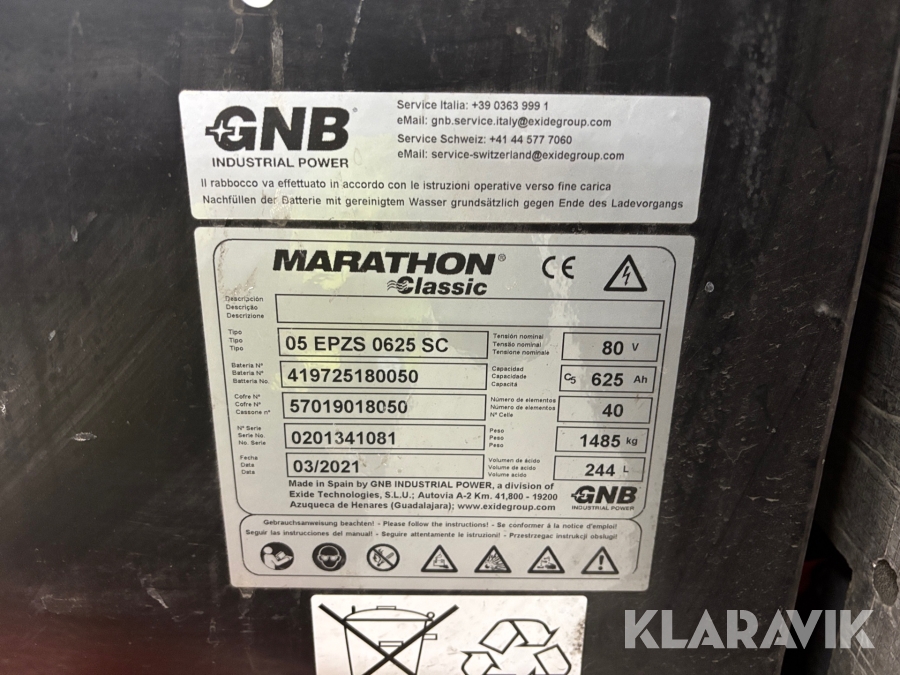 GNB®
INDUSTRIAL POWER
Service Italia: +39 0363 999 1
eMail: gnb.service.italy@exidegroup.com
Service Schweiz: +41 44 577 7060
eMail: service-switzerland@exidegroup.com
Il rabbocco va effettuato in accordo con le istruzioni operative verso fine carica
Nachfüllen der Batterie mit gereinigtem Wasser grundsätzlich gegen Ende des Ladevorgangs
MARATHON®
Classic
CE
Descripción
Descrição
Descrizione
Tipo
Tipo
Tipo
05 EPZS 0625 SC
Tensión nominal
Tensão nominal
Tensione nominale
80 V
Batería N°
Bateria N°
Batteria No.
419725180050
Capacidad
Capacidade
Capacità
C5 625 Ah
Cofre N°
Cofre N°
Cassone n°
57019018050
Número de elementos
Número de elementos
N° Celle
40
N° Serie
Serie No.
No. Serie
0201341081
Peso
Peso
Peso
1485 kg
Fecha
Data
Data
03/2021
Volumen de ácido
Volume de acido
Volume acido
244 L
Made in Spain by GNB INDUSTRIAL POWER, a division of
Exide Technologies, S.L.U.; Autovia A-2 Km. 41,800 - 19200
Azuqueca de Henares (Guadalajara); www.exidegroup.com
GNB®
INDUSTRIAL POWER
Gebrauchsanweisung beachten! - Please follow the instructions! - Se conformer à la notice d'emploi!
Seguir las instrucciones del manual! - Seguire attentamente le istruzioni! - Przestrzegac instrukcji obslugi!
KLARAVIK